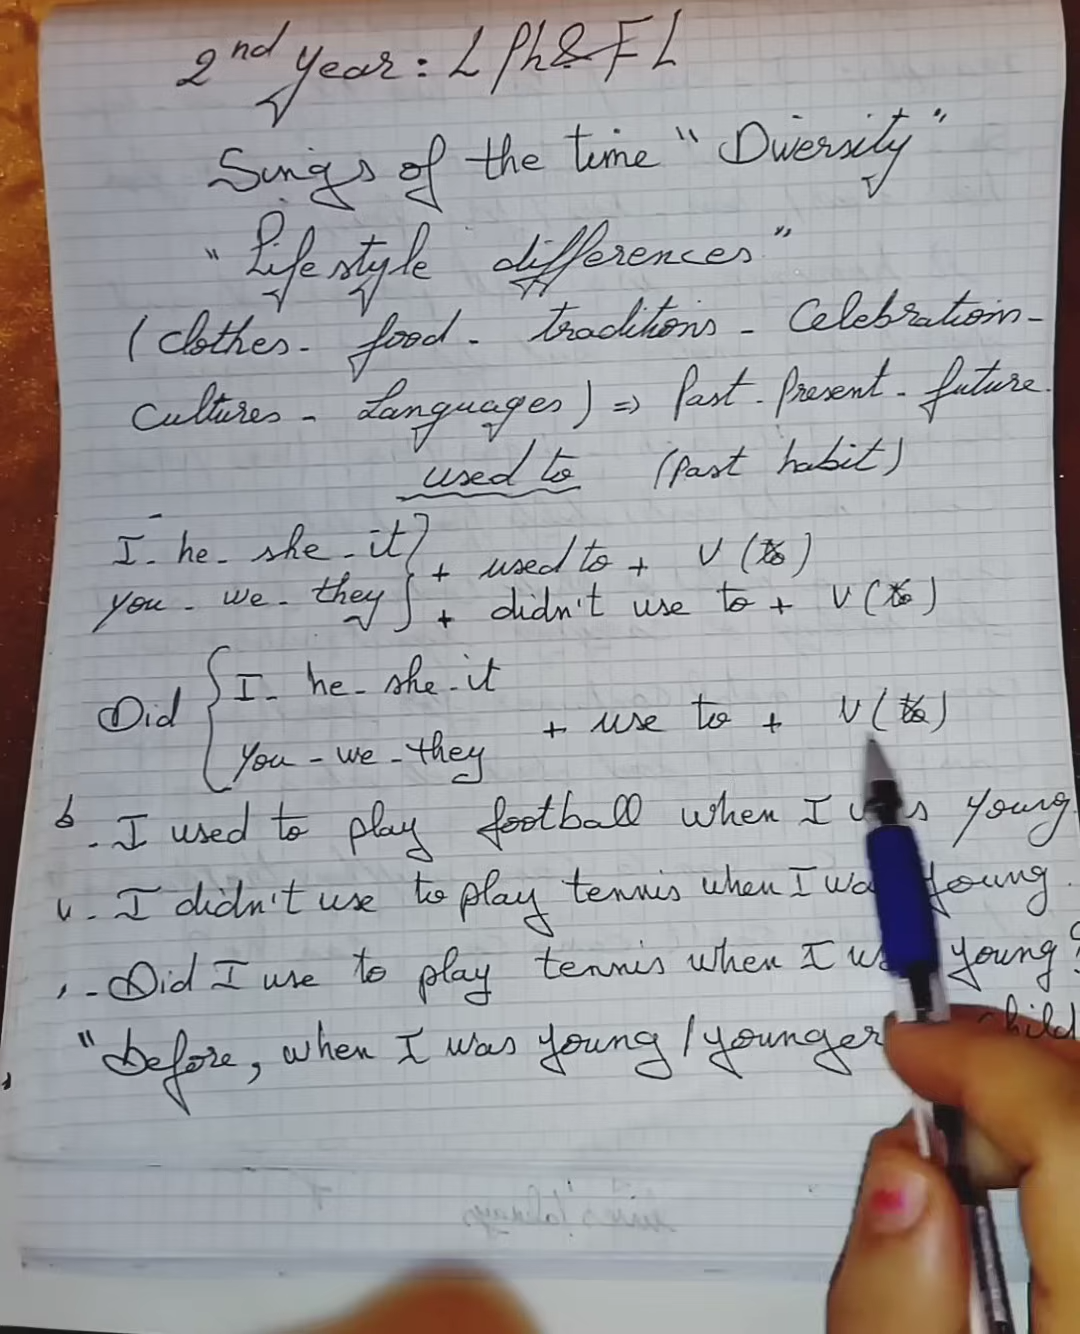 2nd Year: L Ph & FL
Sings of the time "Diversity"
"Lifestyle differences"
(clothes - food - traditions - Celebrations -
Cultures - Languages) => Past - Present - future.
used to (past habit)
I - he - she - it
you - we - they
+ used to + V (to)
+ didn't use to + V (to)
Did
I - he - she - it
You - we - they
+ use to + V (to)
- I used to play football when I was young
- I didn't use to play tennis when I was young.
- Did I use to play tennis when I was young?
"Before, when I was young / younger child